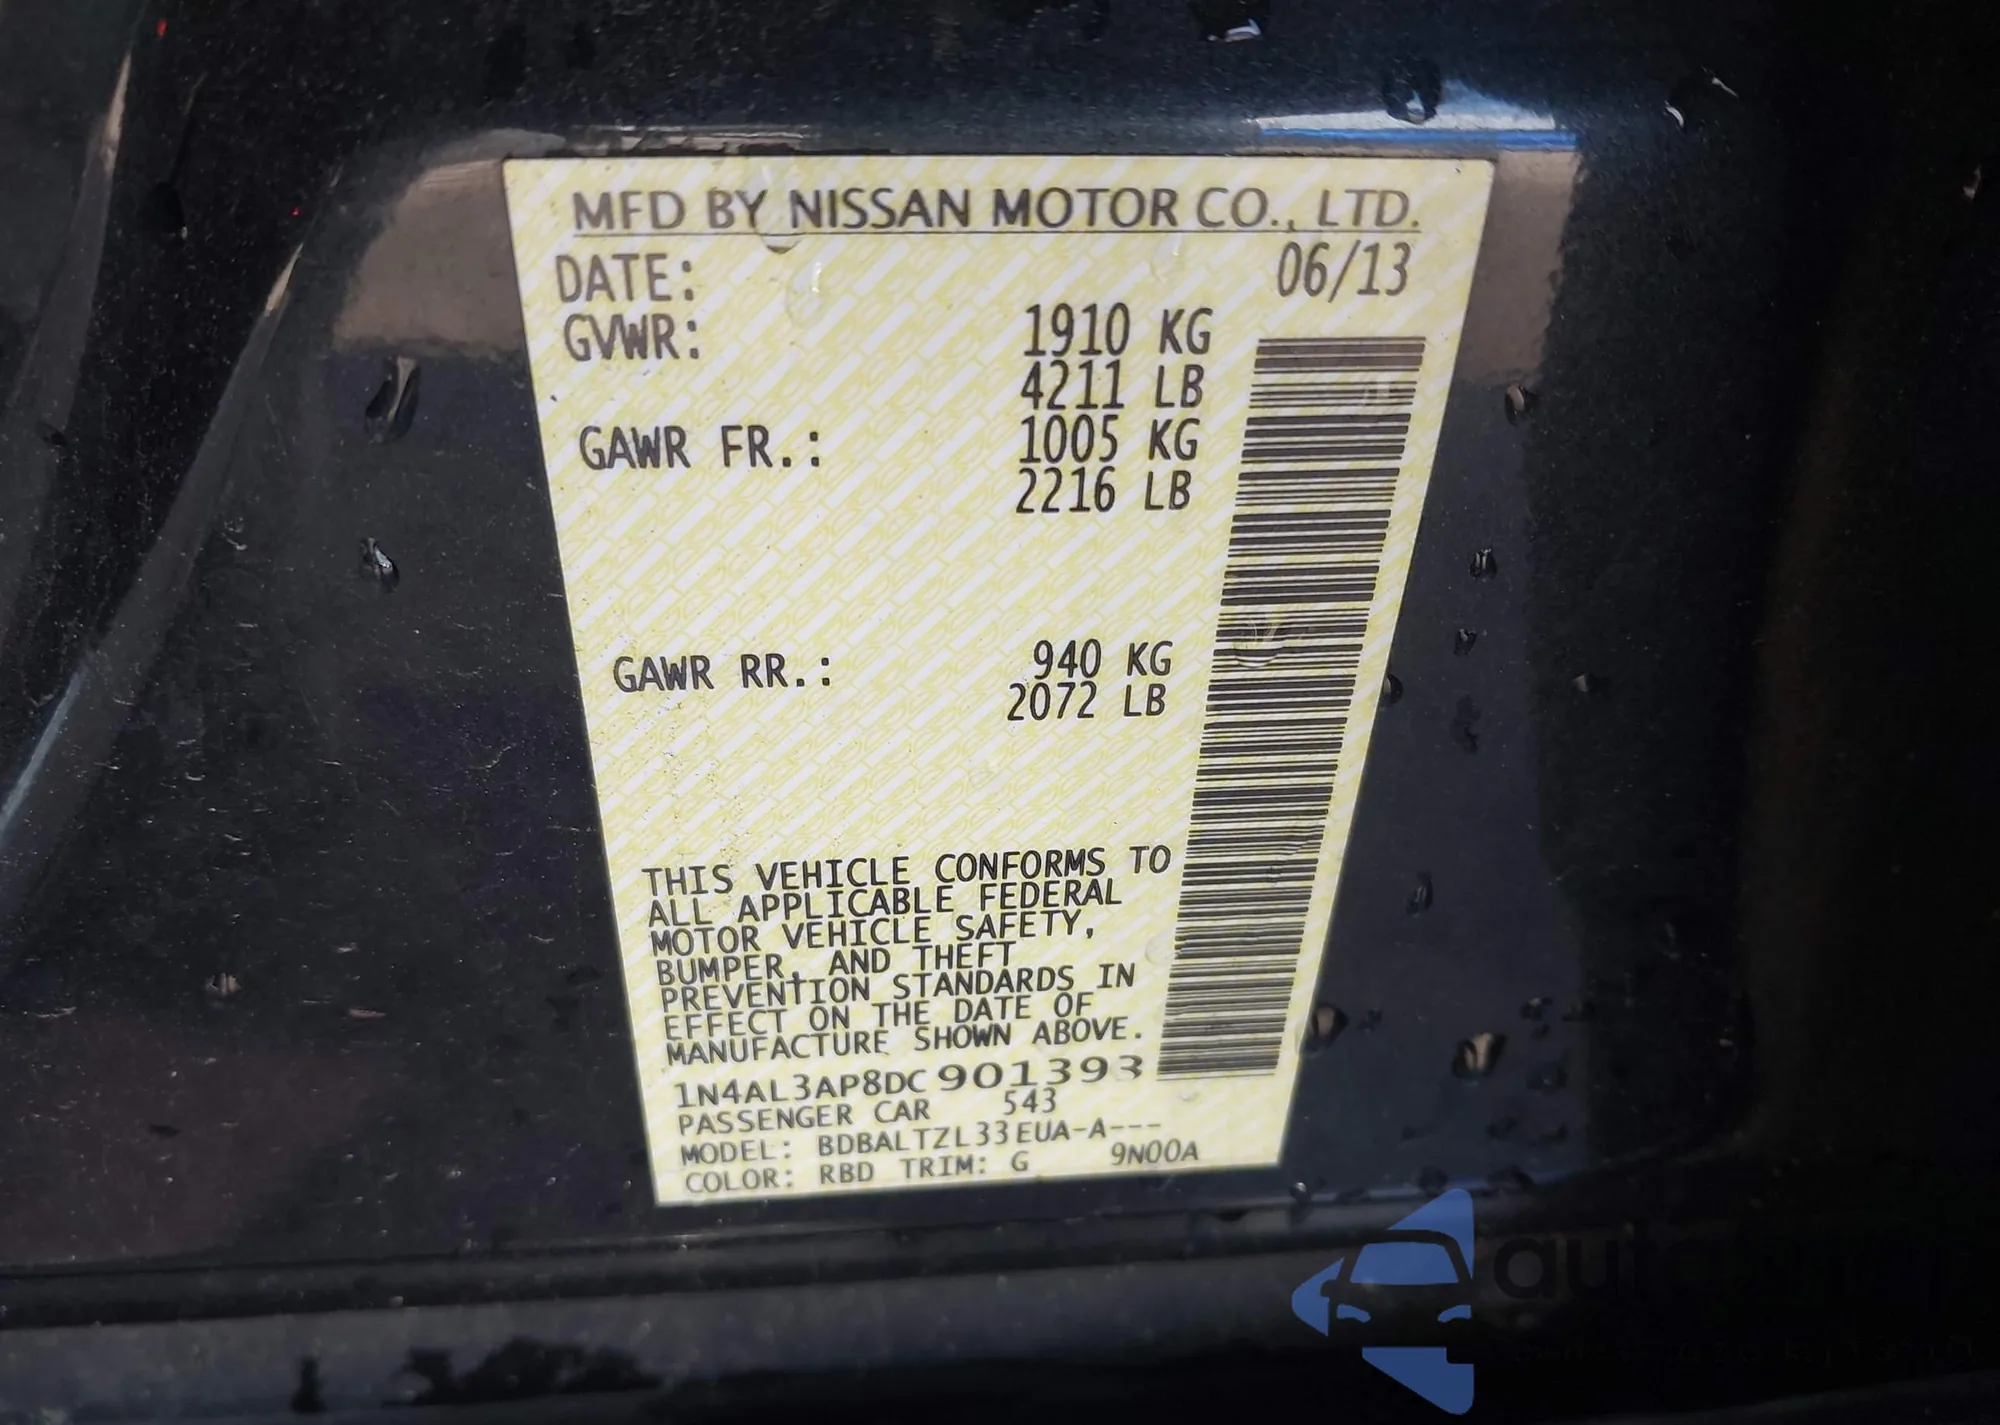 MFD BY NISSAN MOTOR CO., LTD.
DATE: 06/13
GVWR: 1910 KG
4211 LB
GAWR FR.: 1005 KG
2216 LB
GAWR RR.: 940 KG
2072 LB
THIS VEHICLE CONFORMS TO
ALL APPLICABLE FEDERAL
MOTOR VEHICLE SAFETY,
BUMPER, AND THEFT
PREVENTION STANDARDS IN
EFFECT ON THE DATE OF
MANUFACTURE SHOWN ABOVE.
1N4AL3AP8DC901393
PASSENGER CAR 543
MODEL: BDBALTZL33EUA-A---
COLOR: RBD TRIM: G 9N00A